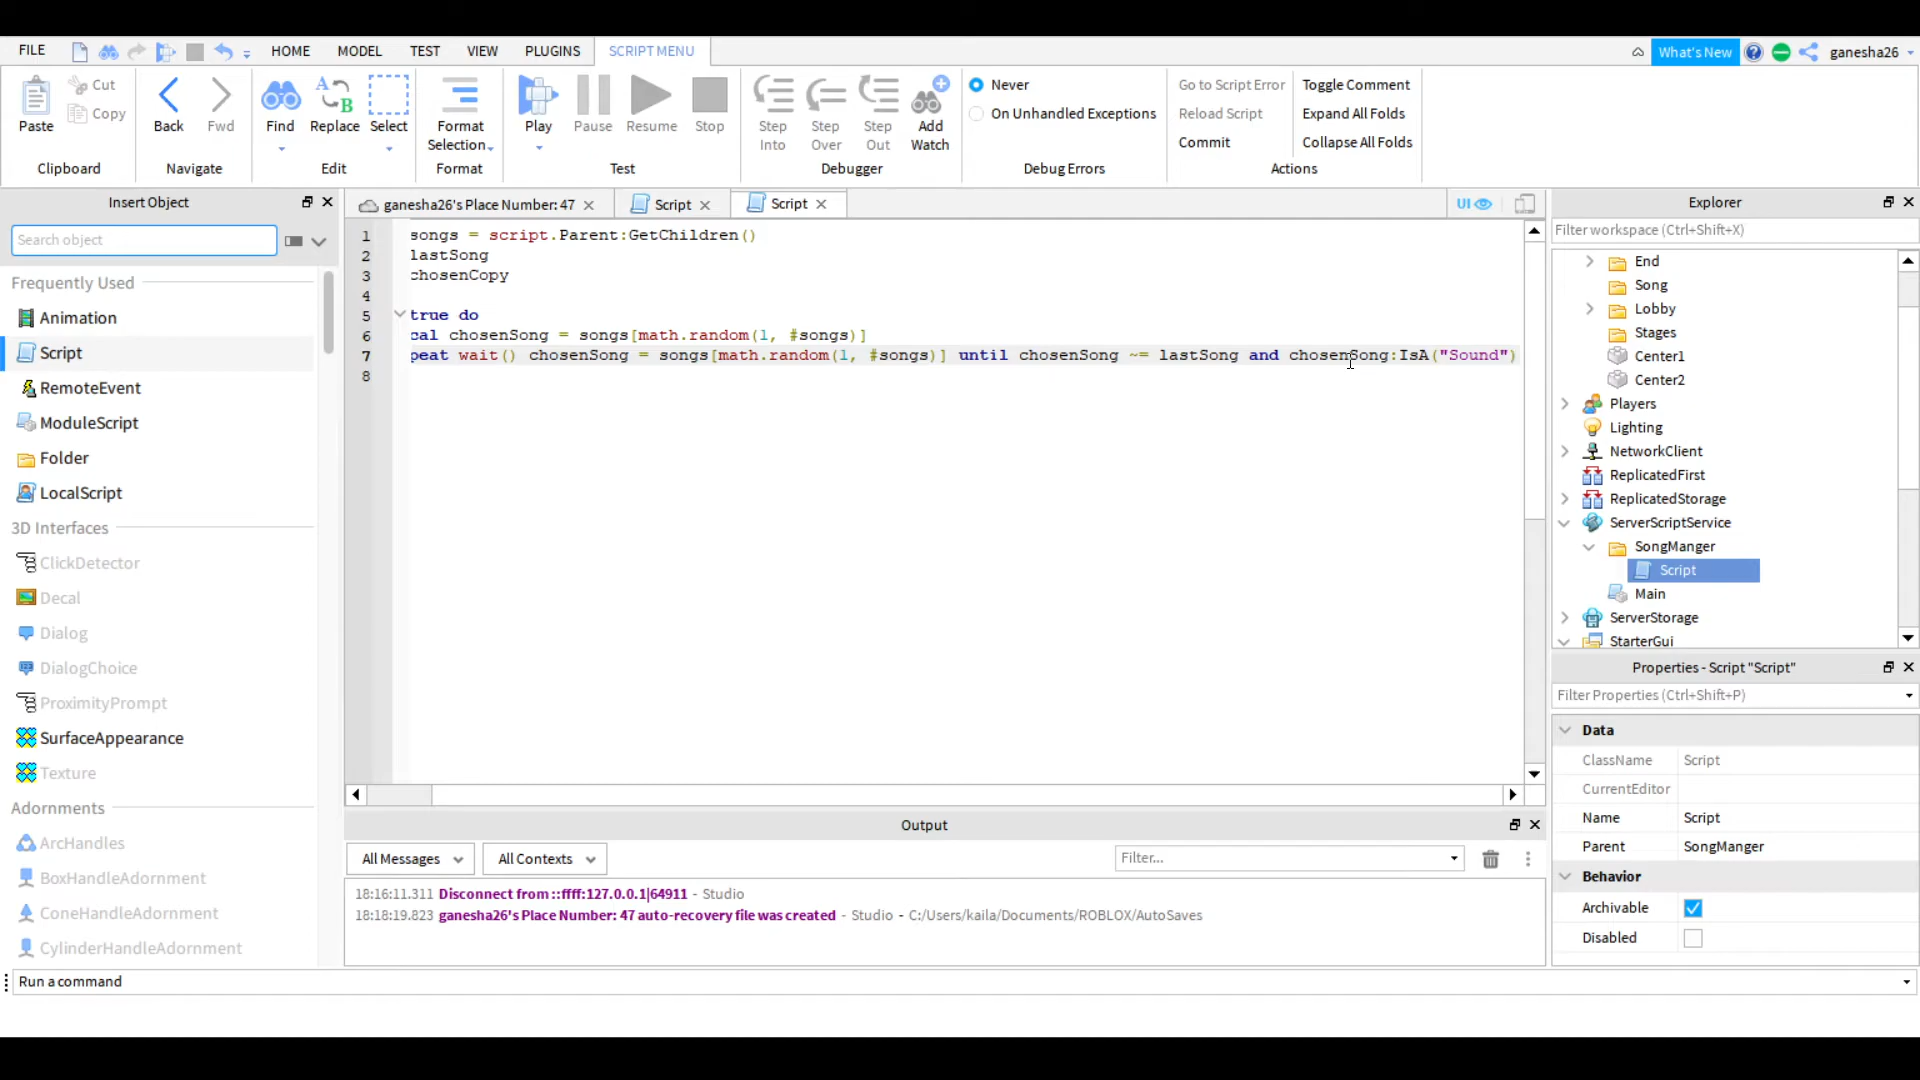 FILE HOME MODEL TEST VIEW PLUGINS SCRIPT MENU What's New ganesha26
Paste Cut Copy Back Fwd Find Replace Select Format Selection Play Pause Resume Stop Step Into Step Over Step Out Add Watch Never On Unhandled Exceptions Go to Script Error Reload Script Commit Toggle Comment Expand All Folds Collapse All Folds
Clipboard Navigate Edit Format Test Debugger Debug Errors Actions
Insert Object
Search object
Frequently Used
Animation
Script
RemoteEvent
ModuleScript
Folder
LocalScript
3D Interfaces
ClickDetector
Decal
Dialog
DialogChoice
ProximityPrompt
SurfaceAppearance
Texture
Adornments
ArcHandles
BoxHandleAdornment
ConeHandleAdornment
CylinderHandleAdornment
ganesha26's Place Number: 47 Script Script UI
1 songs = script.Parent:GetChildren()
2 lastSong
3 chosenCopy
4
5 true do
6 cal chosenSong = songs[math.random(1, #songs)]
7 peat wait() chosenSong = songs[math.random(1, #songs)] until chosenSong ~= lastSong and chosenSong:IsA("Sound")
8
Output
All Messages All Contexts Filter...
18:16:11.311 Disconnect from ::ffff:127.0.0.1|64911 - Studio
18:18:19.823 ganesha26's Place Number: 47 auto-recovery file was created - Studio - C:/Users/kaila/Documents/ROBLOX/AutoSaves
Explorer
Filter workspace (Ctrl+Shift+X)
End
Song
Lobby
Stages
Center1
Center2
Players
Lighting
NetworkClient
ReplicatedFirst
ReplicatedStorage
ServerScriptService
SongManger
Script
Main
ServerStorage
StarterGui
Properties - Script "Script"
Filter Properties (Ctrl+Shift+P)
Data
ClassName Script
CurrentEditor
Name Script
Parent SongManger
Behavior
Archivable
Disabled
Run a command